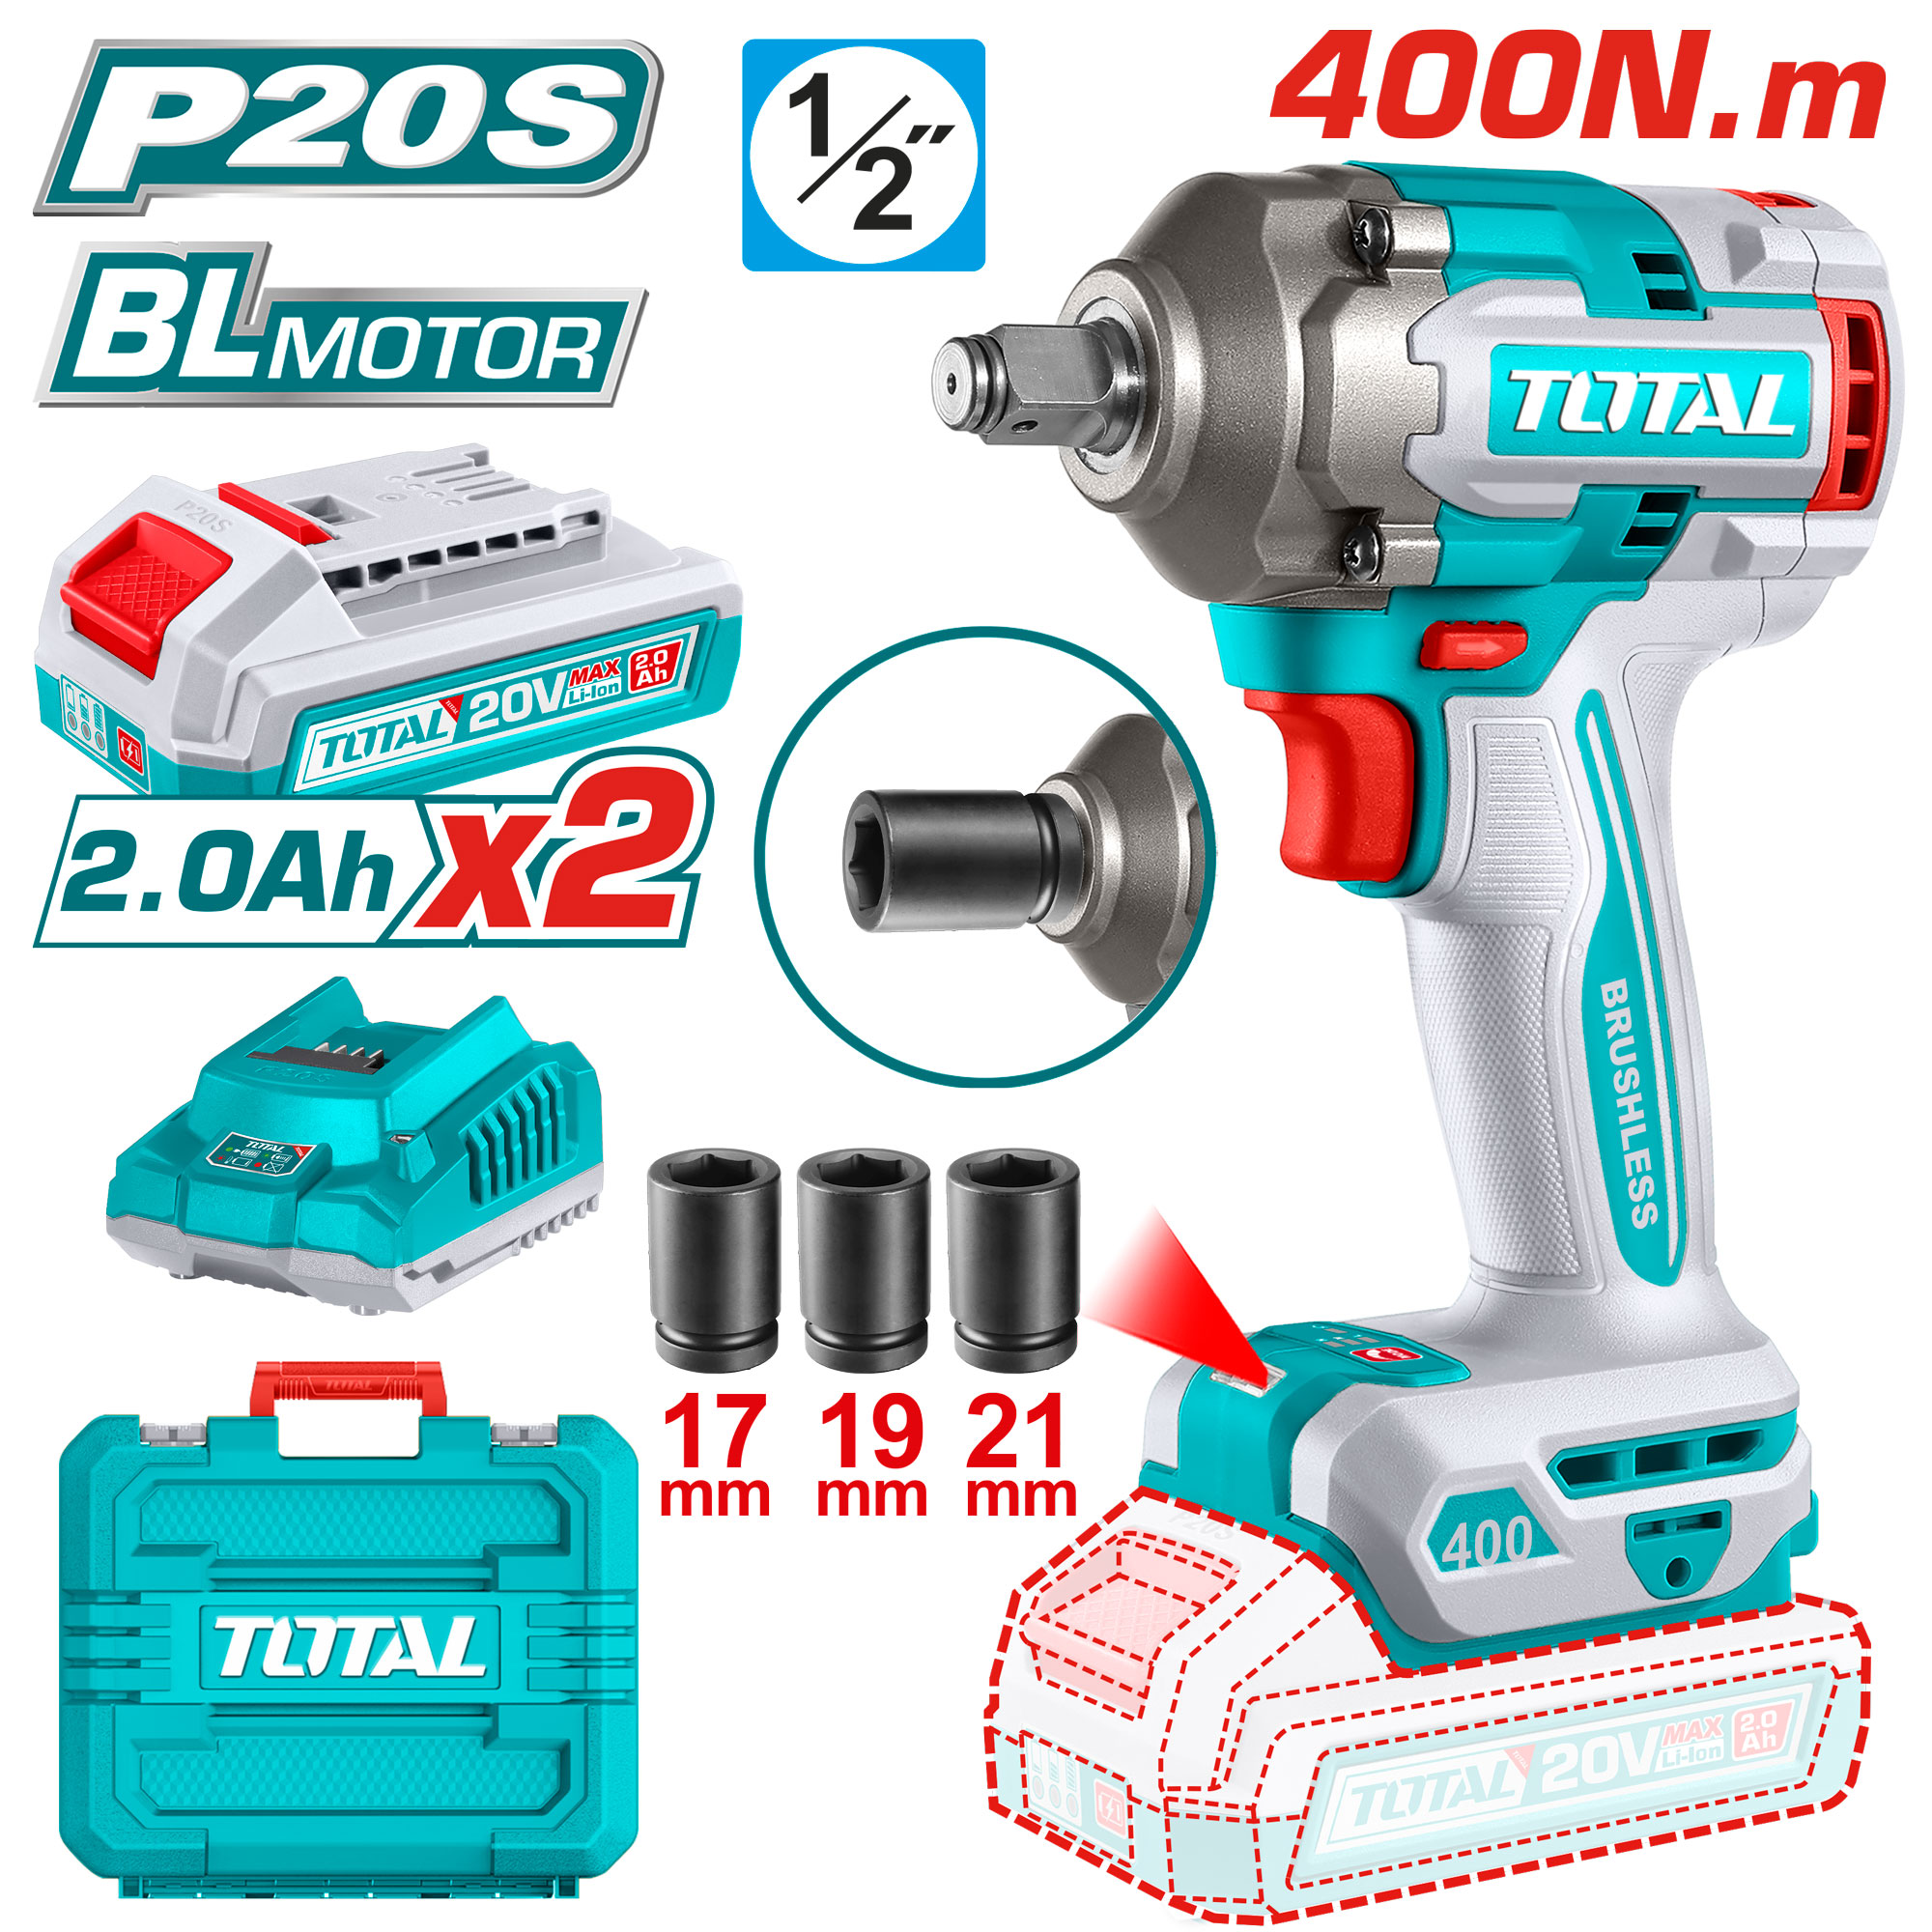 P20S
1/2"
400N.m
BL MOTOR
TOTAL
P20S
TOTAL 20V MAX Li-Ion 2.0 Ah
2.0Ah x2
BRUSHLESS
P20S
TOTAL
TOTAL
17 mm
19 mm
21 mm
TOTAL
400
P20S
TOTAL 20V MAX Li-Ion 2.0 Ah